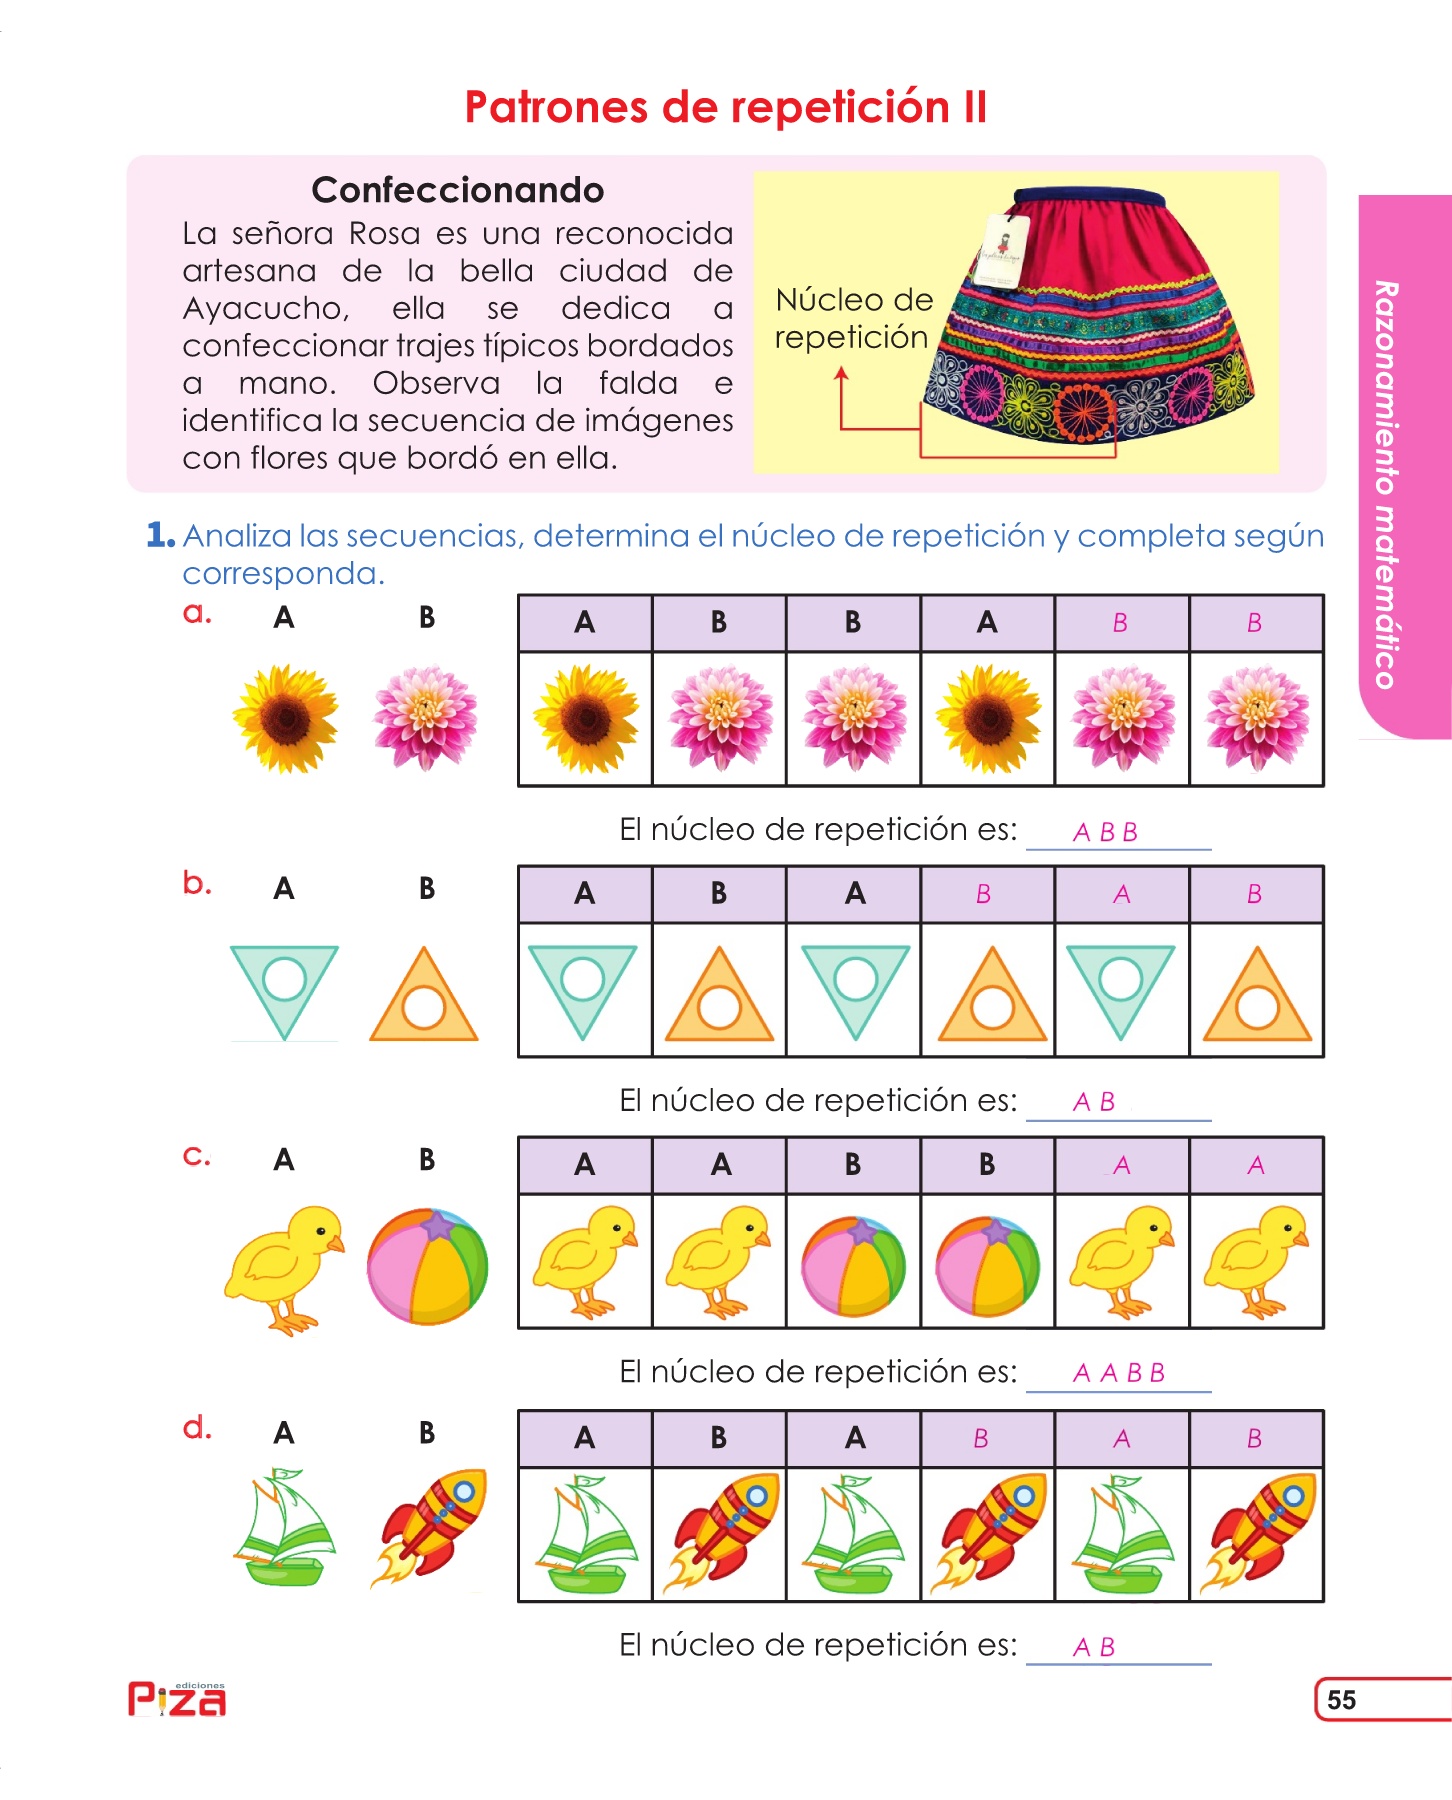 Patrones de repetición II
Confeccionando
La señora Rosa es una reconocida
artesana de la bella ciudad de
Ayacucho, ella se dedica a
confeccionar trajes típicos bordados
a mano. Observa la falda e
identifica la secuencia de imágenes
con flores que bordó en ella.
Núcleo de
repetición
Razonamiento matemático
1. Analiza las secuencias, determina el núcleo de repetición y completa según
corresponda.
a. A B A B B A B B
El núcleo de repetición es: A B B
b. A B A B A B A B
El núcleo de repetición es: A B
c. A B A A B B A A
El núcleo de repetición es: A A B B
d. A B A B A B A B
El núcleo de repetición es: A B
Piza ediciones
55